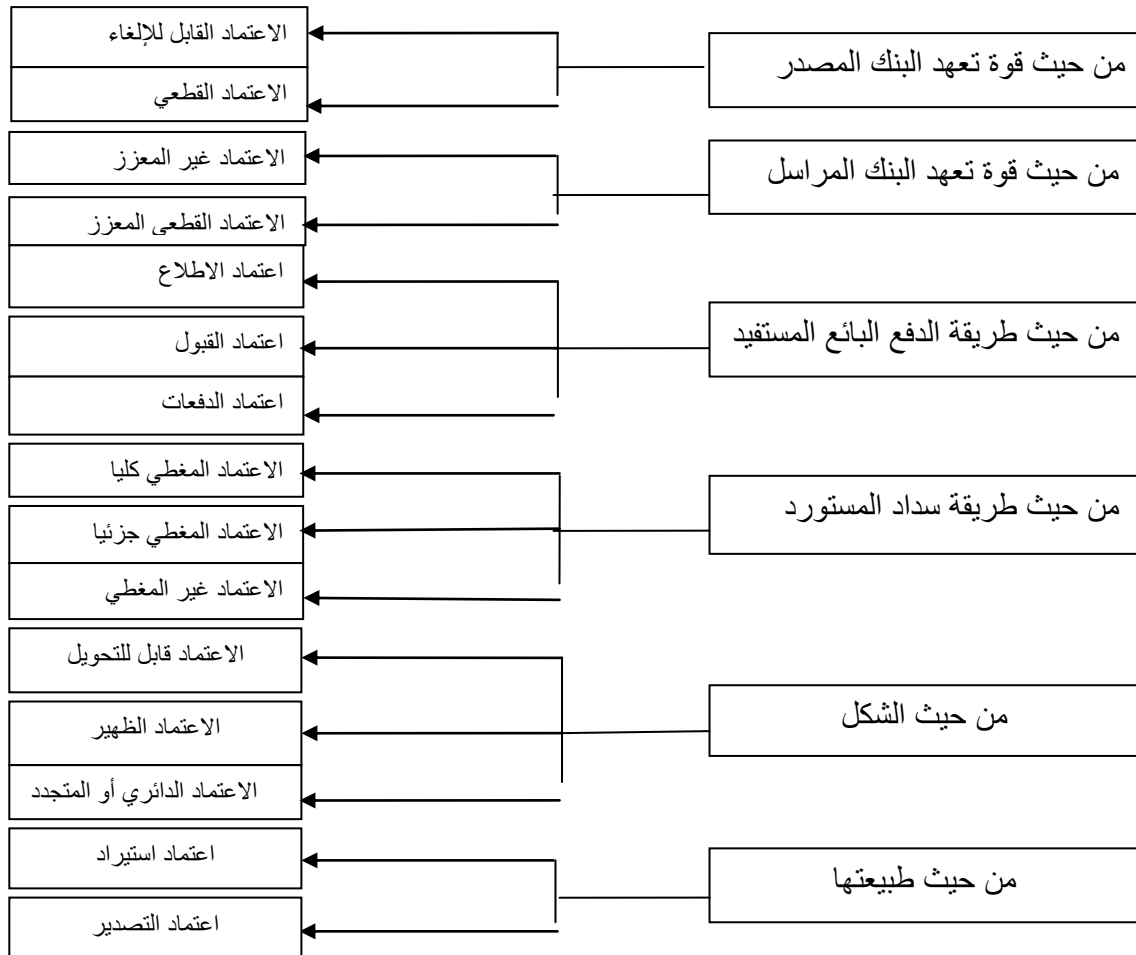 من حيث قوة تعهد البنك المصدر
الاعتماد القابل للإلغاء
الاعتماد القطعي
من حيث قوة تعهد البنك المراسل
الاعتماد غير المعزز
الاعتماد القطعي المعزز
من حيث طريقة الدفع البائع المستفيد
اعتماد الاطلاع
اعتماد القبول
اعتماد الدفعات
من حيث طريقة سداد المستورد
الاعتماد المغطي كليا
الاعتماد المغطي جزئيا
الاعتماد غير المغطي
من حيث الشكل
الاعتماد قابل للتحويل
الاعتماد الظهير
الاعتماد الدائري أو المتجدد
من حيث طبيعتها
اعتماد استيراد
اعتماد التصدير